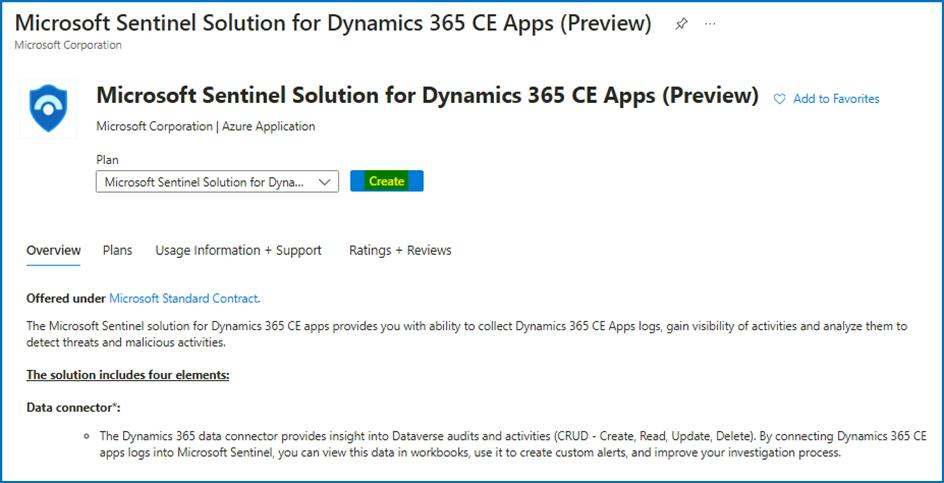 Microsoft Sentinel Solution for Dynamics 365 CE Apps (Preview) ...
Microsoft Corporation
Microsoft Sentinel Solution for Dynamics 365 CE Apps (Preview)
Add to Favorites
Microsoft Corporation | Azure Application
Plan
Microsoft Sentinel Solution for Dyna...
Create
Overview Plans Usage Information + Support Ratings + Reviews
Offered under Microsoft Standard Contract.
The Microsoft Sentinel solution for Dynamics 365 CE apps provides you with ability to collect Dynamics 365 CE Apps logs, gain visibility of activities and analyze them to
detect threats and malicious activities.
The solution includes four elements:
Data connector*:
The Dynamics 365 data connector provides insight into Dataverse audits and activities (CRUD - Create, Read, Update, Delete). By connecting Dynamics 365 CE
apps logs into Microsoft Sentinel, you can view this data in workbooks, use it to create custom alerts, and improve your investigation process.